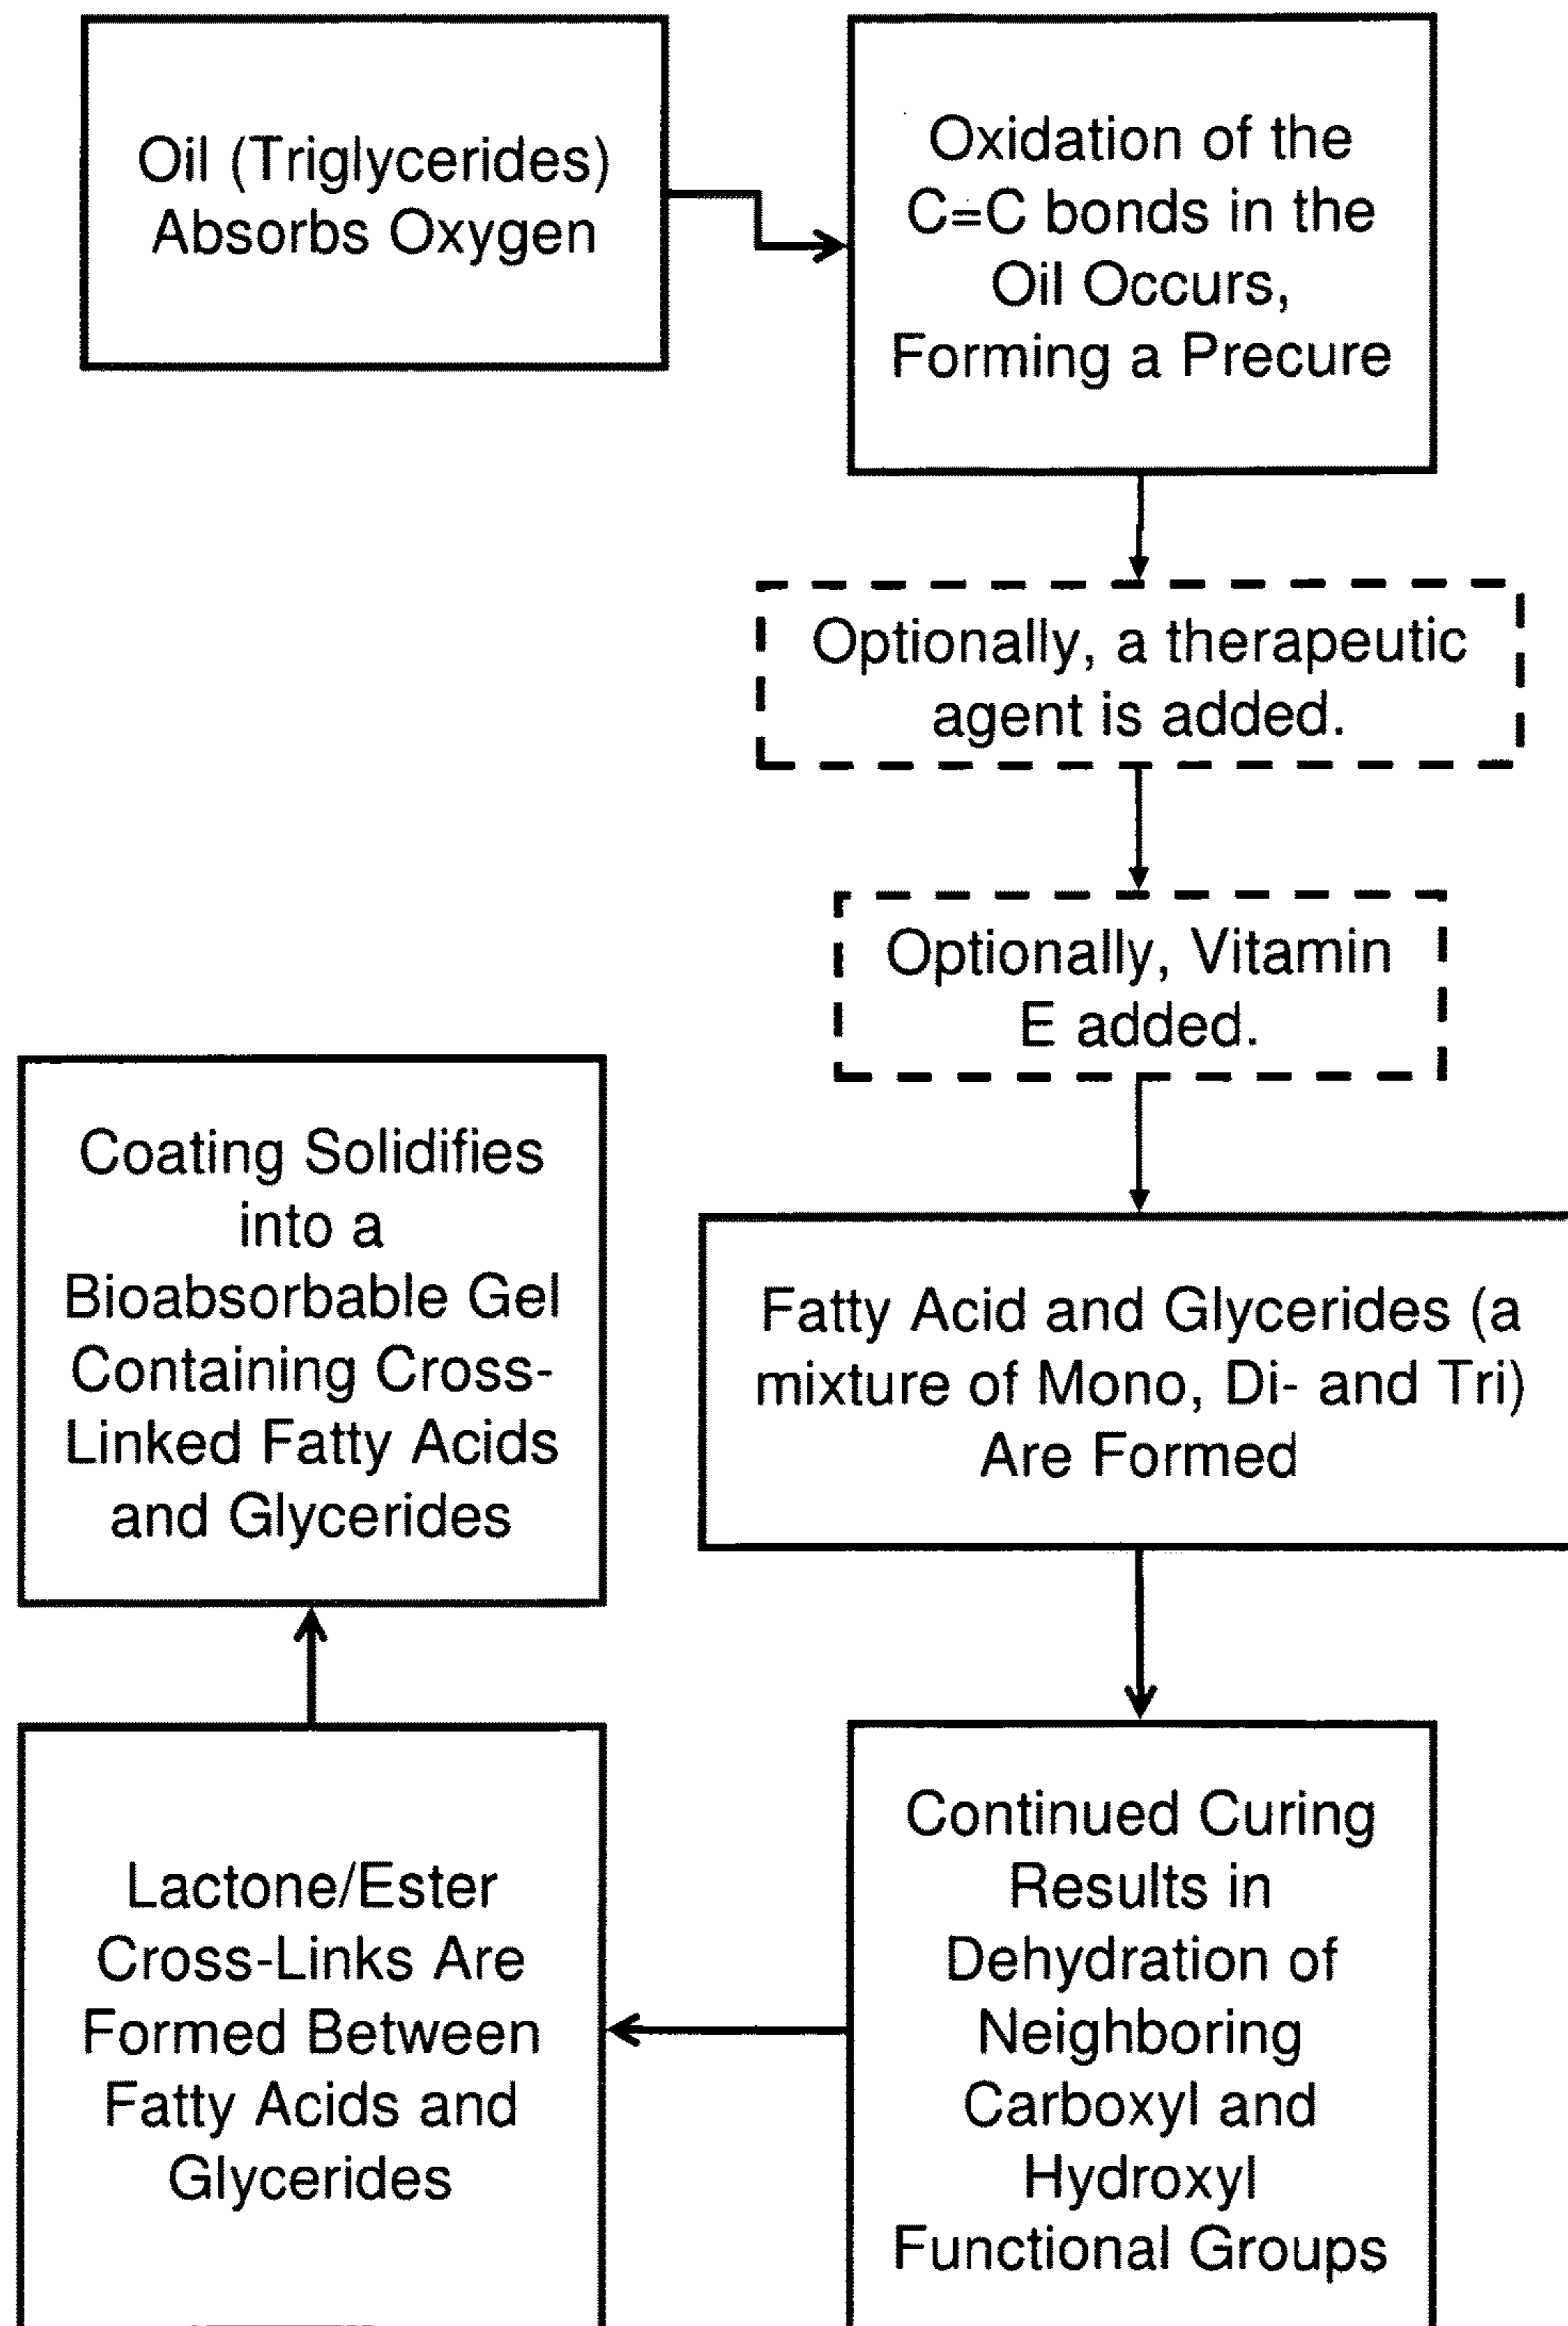 Oil (Triglycerides)
Absorbs Oxygen
Oxidation of the
C=C bonds in the
Oil Occurs,
Forming a Precure
Optionally, a therapeutic
agent is added.
Optionally, Vitamin
E added.
Fatty Acid and Glycerides (a
mixture of Mono, Di- and Tri)
Are Formed
Continued Curing
Results in
Dehydration of
Neighboring
Carboxyl and
Hydroxyl
Functional Groups
Lactone/Ester
Cross-Links Are
Formed Between
Fatty Acids and
Glycerides
Coating Solidifies
into a
Bioabsorbable Gel
Containing Cross-
Linked Fatty Acids
and Glycerides